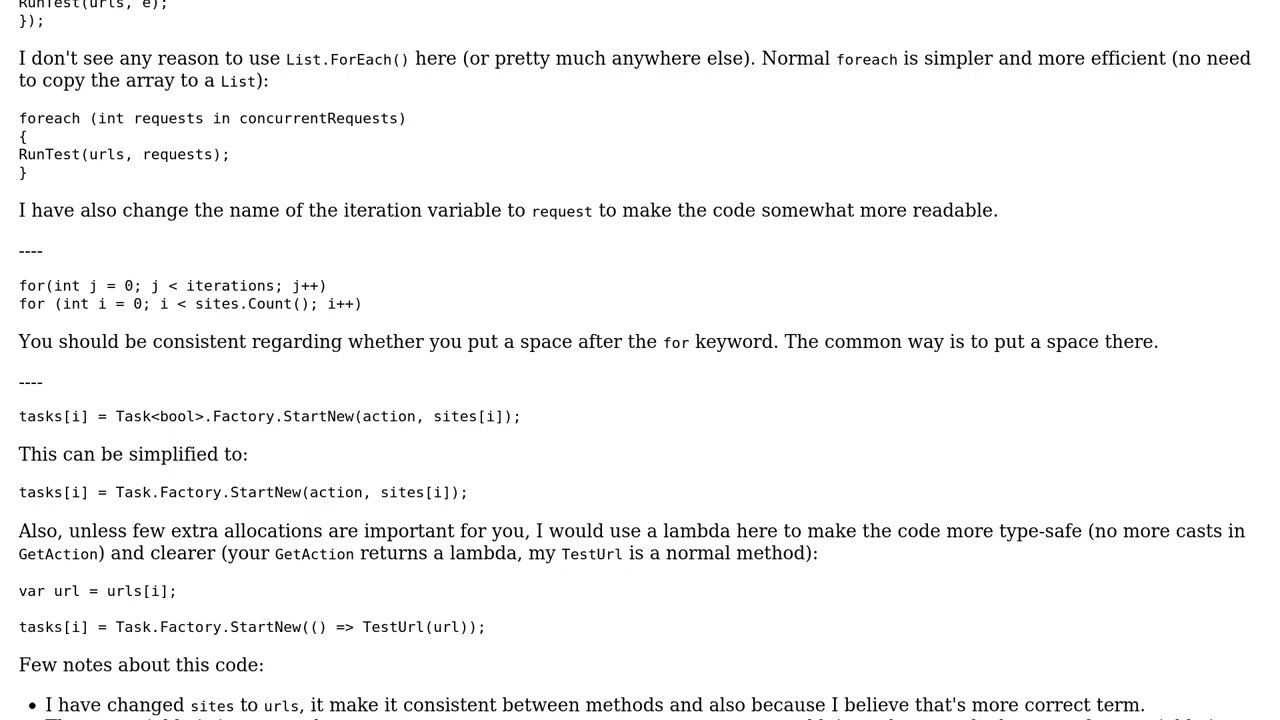 RunTest(urls, e);
});
I don't see any reason to use List.ForEach() here (or pretty much anywhere else). Normal foreach is simpler and more efficient (no need
to copy the array to a List):
foreach (int requests in concurrentRequests)
{
RunTest(urls, requests);
}
I have also change the name of the iteration variable to request to make the code somewhat more readable.
----
for(int j = 0; j < iterations; j++)
for (int i = 0; i < sites.Count(); i++)
You should be consistent regarding whether you put a space after the for keyword. The common way is to put a space there.
----
tasks[i] = Task<bool>.Factory.StartNew(action, sites[i]);
This can be simplified to:
tasks[i] = Task.Factory.StartNew(action, sites[i]);
Also, unless few extra allocations are important for you, I would use a lambda here to make the code more type-safe (no more casts in
GetAction) and clearer (your GetAction returns a lambda, my TestUrl is a normal method):
var url = urls[i];
tasks[i] = Task.Factory.StartNew(() => TestUrl(url));
Few notes about this code:
• I have changed sites to urls, it make it consistent between methods and also because I believe that's more correct term.